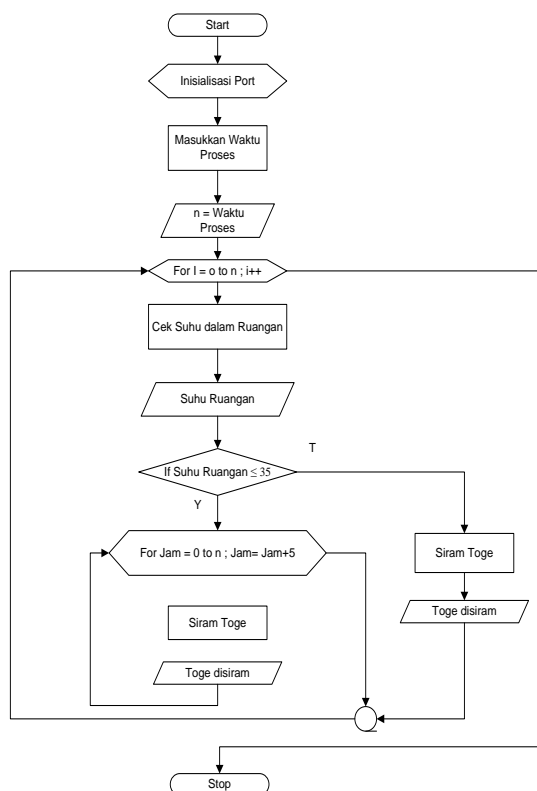 Start
Inisialisasi Port
Masukkan Waktu
Proses
n = Waktu
Proses
For I = o to n ; i++
Cek Suhu dalam Ruangan
Suhu Ruangan
T
If Suhu Ruangan ≤ 35
Y
For Jam = 0 to n ; Jam= Jam+5
Siram Toge
Toge disiram
Siram Toge
Toge disiram
Stop